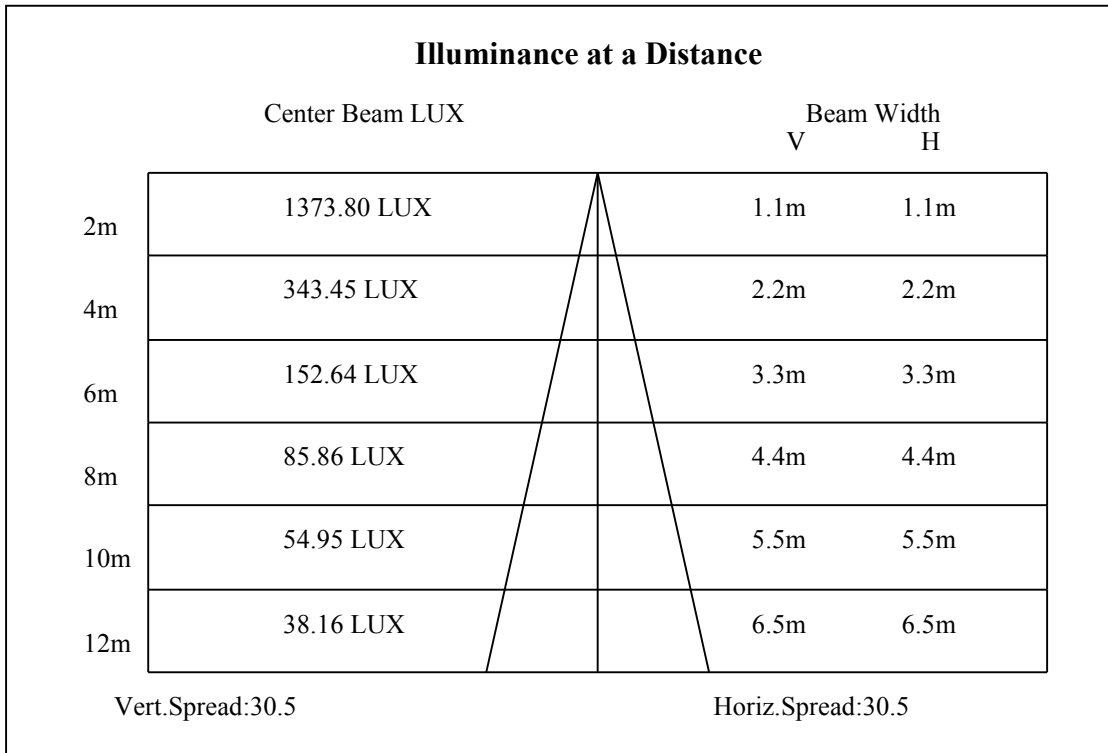 Illuminance at a Distance
Center Beam LUX Beam Width
V H
2m 1373.80 LUX 1.1m 1.1m
4m 343.45 LUX 2.2m 2.2m
6m 152.64 LUX 3.3m 3.3m
8m 85.86 LUX 4.4m 4.4m
10m 54.95 LUX 5.5m 5.5m
12m 38.16 LUX 6.5m 6.5m
Vert.Spread:30.5 Horiz.Spread:30.5